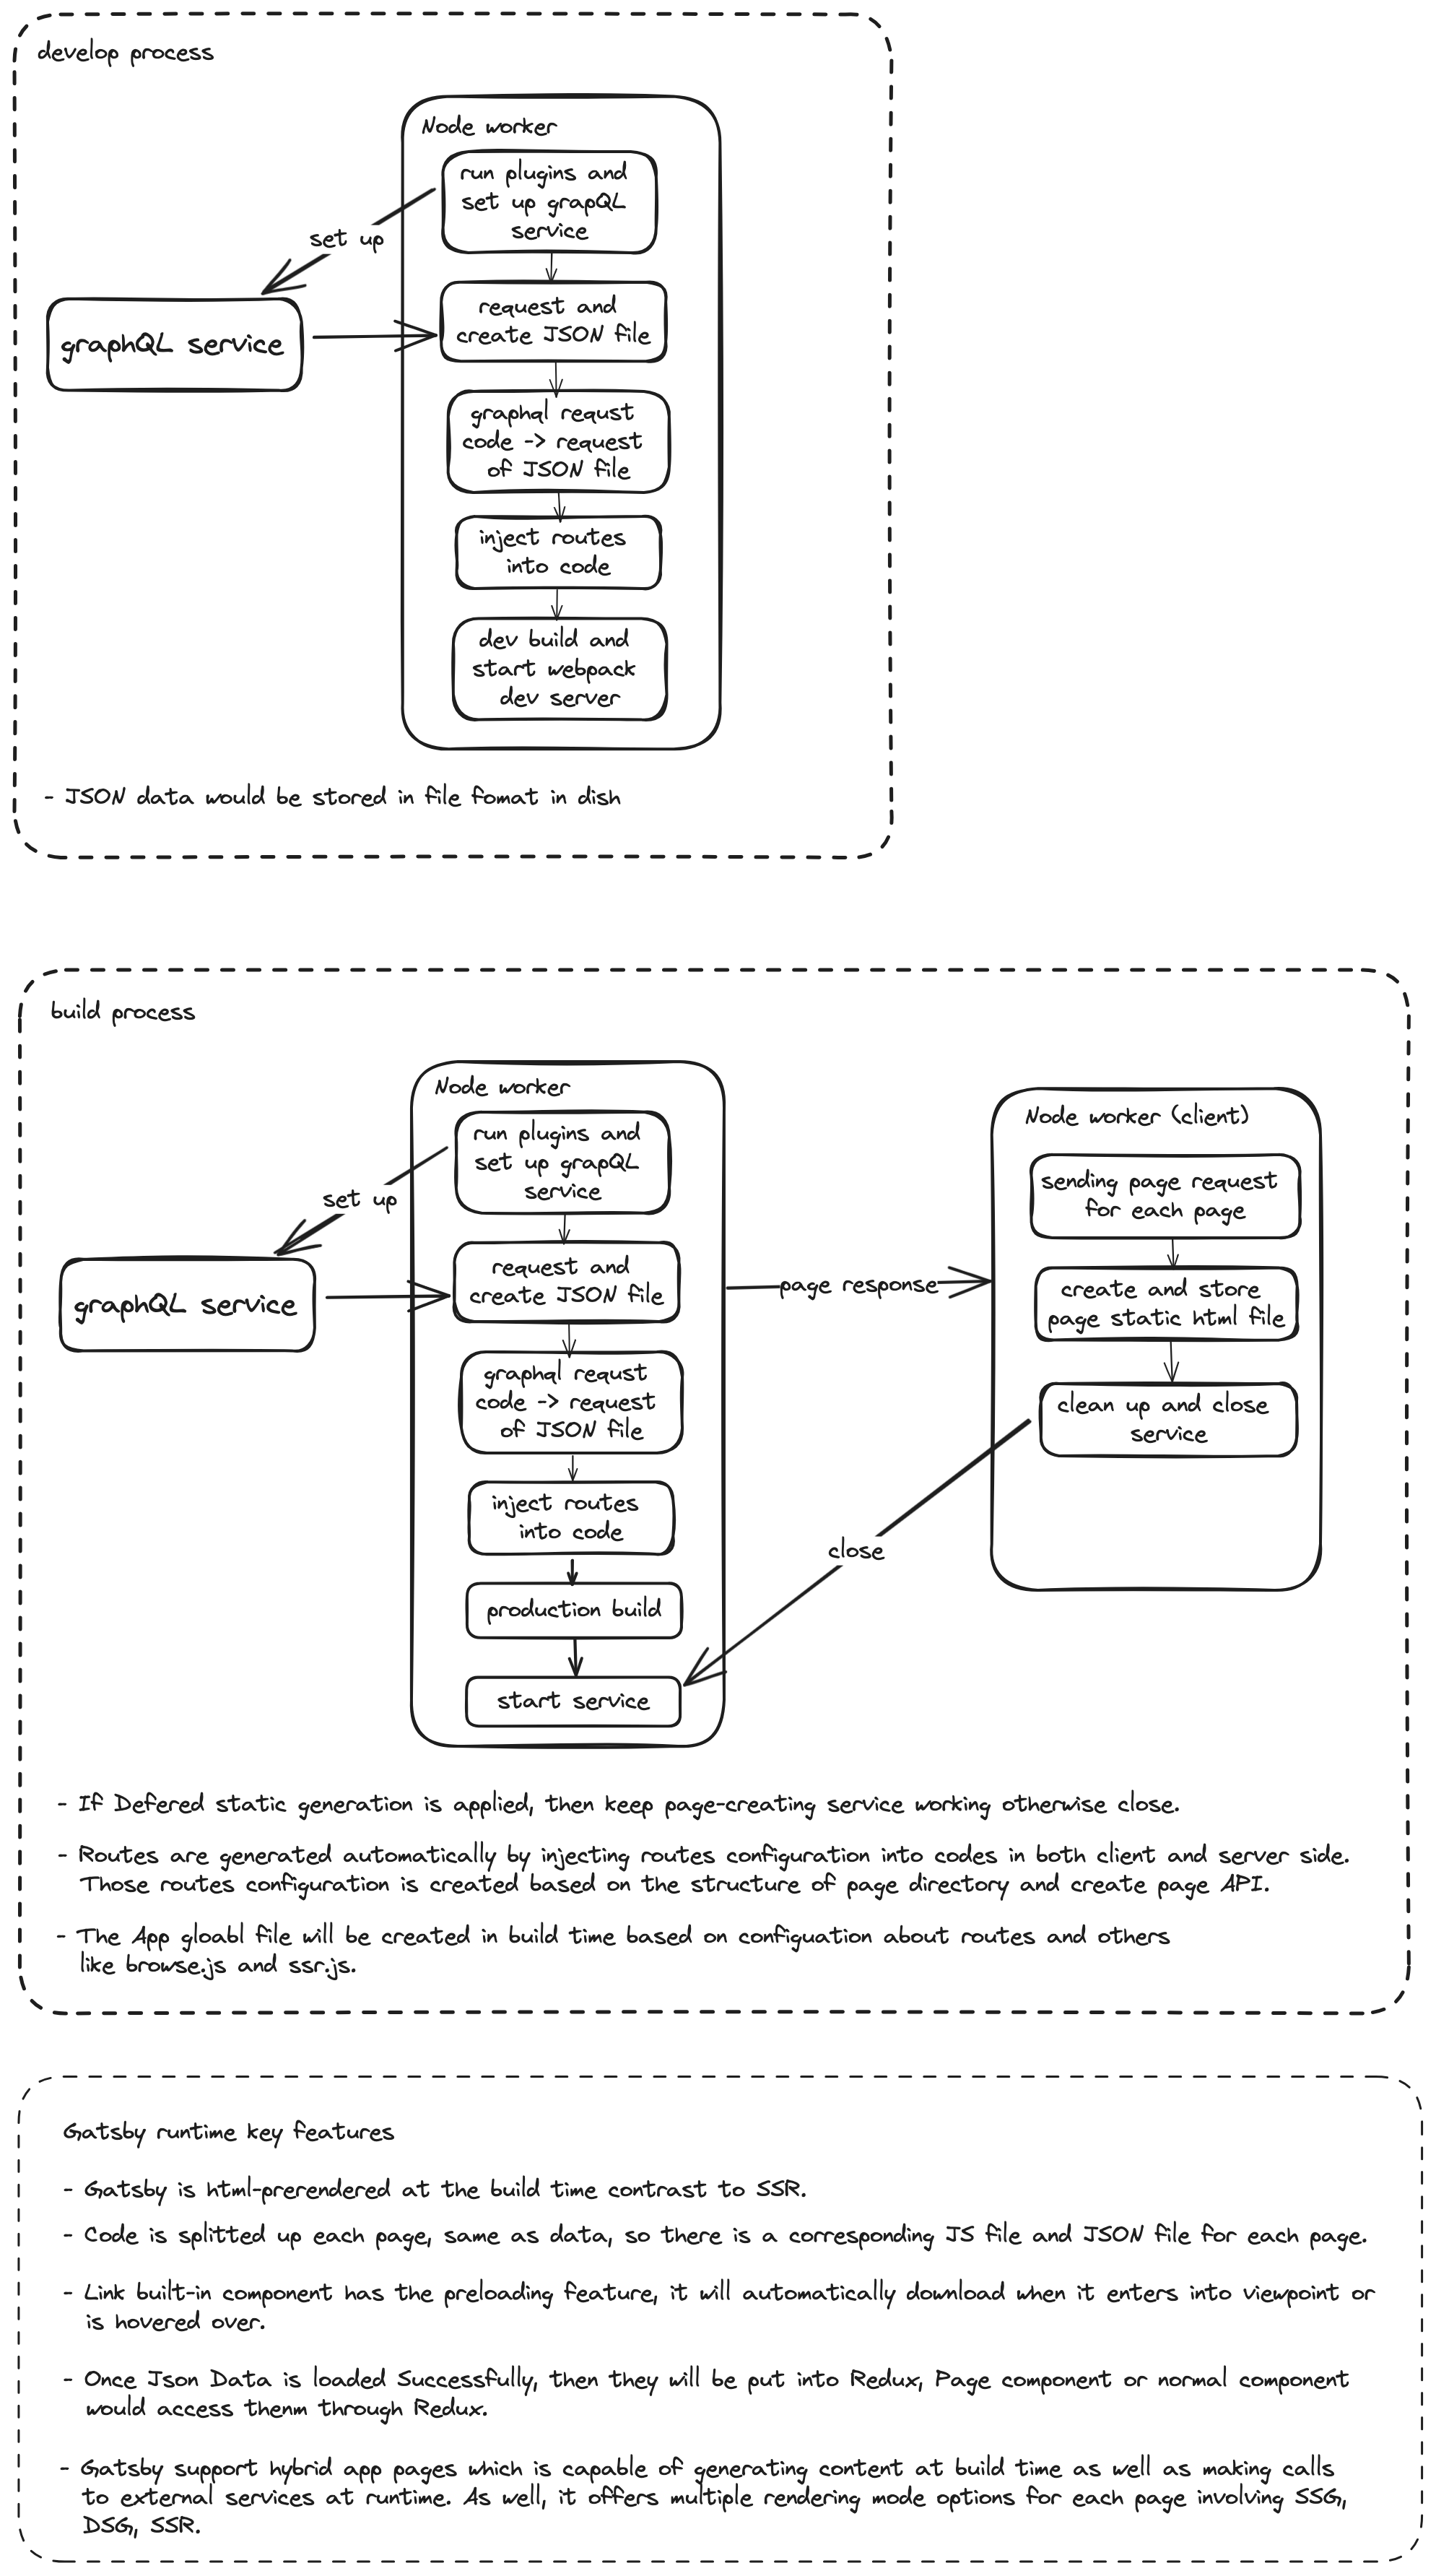 develop process
Node worker
run plugins and
set up grapQL
service
set up
graphQL service
request and
create JSON file
graphql requst
code -> request
of JSON file
inject routes
into code
dev build and
start webpack
dev server
- JSON data would be stored in file fomat in dish
build process
Node worker
run plugins and
set up grapQL
service
set up
graphQL service
request and
create JSON file
graphql requst
code -> request
of JSON file
inject routes
into code
production build
start service
page response
Node worker (client)
sending page request
for each page
create and store
page static html file
clean up and close
service
close
- If Defered static generation is applied, then keep page-creating service working otherwise close.
- Routes are generated automatically by injecting routes configuration into codes in both client and server side.
Those routes configuration is created based on the structure of page directory and create page API.
- The App gloabl file will be created in build time based on configuation about routes and others
like browse.js and ssr.js.
Gatsby runtime key features
- Gatsby is html-prerendered at the build time contrast to SSR.
- Code is splitted up each page, same as data, so there is a corresponding JS file and JSON file for each page.
- Link built-in component has the preloading feature, it will automatically download when it enters into viewpoint or
is hovered over.
- Once Json Data is loaded Successfully, then they will be put into Redux, Page component or normal component
would access thenm through Redux.
- Gatsby support hybrid app pages which is capable of generating content at build time as well as making calls
to external services at runtime. As well, it offers multiple rendering mode options for each page involving SSG,
DSG, SSR.